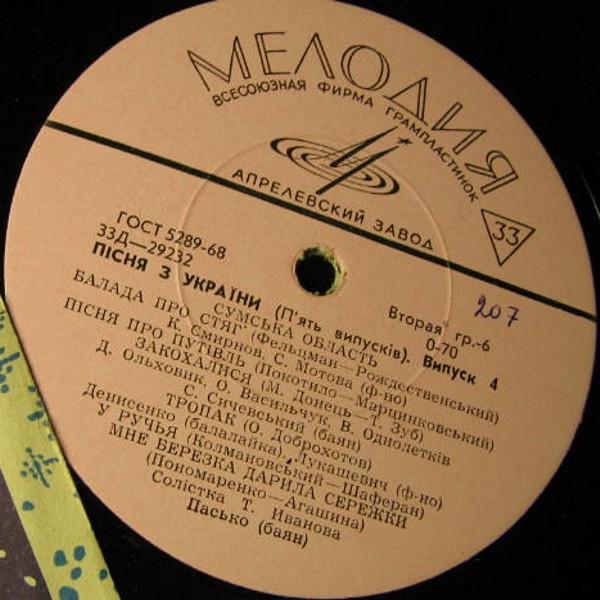 МЕЛОДИЯ
ВСЕСОЮЗНАЯ ФИРМА ГРАМПЛАСТИНОК
33
АПРЕЛЕВСКИЙ ЗАВОД
ГОСТ 5289-68
33Д—29232
Вторая гр.-6
0-70
207
ПІСНЯ З УКРАЇНИ (П'ять випусків). Випуск 4
СУМСЬКА ОБЛАСТЬ
БАЛАДА ПРО СТЯГ (Фельцман—Рождественський)
К. Смирнов, С. Мотова (ф-но)
ПІСНЯ ПРО ПУТІВЛЬ (Покотило—Марцинковський)
ЗАКОХАЛИСЯ (М. Донець—Т. Зуб)
Д. Ольховик, О. Васильчук, В. Однолетків
С. Сичевський (баян)
ТРОПАК (О. Доброхотов)
Денисенко (балалайка), Лукашевич (ф-но)
У РУЧЬЯ (Колмановський—Шаферан)
МНЕ БЕРЕЗКА ДАРИЛА СЕРЕЖКИ
(Пономаренко—Агашина)
Солістка Т. Иванова
Пасько (баян)